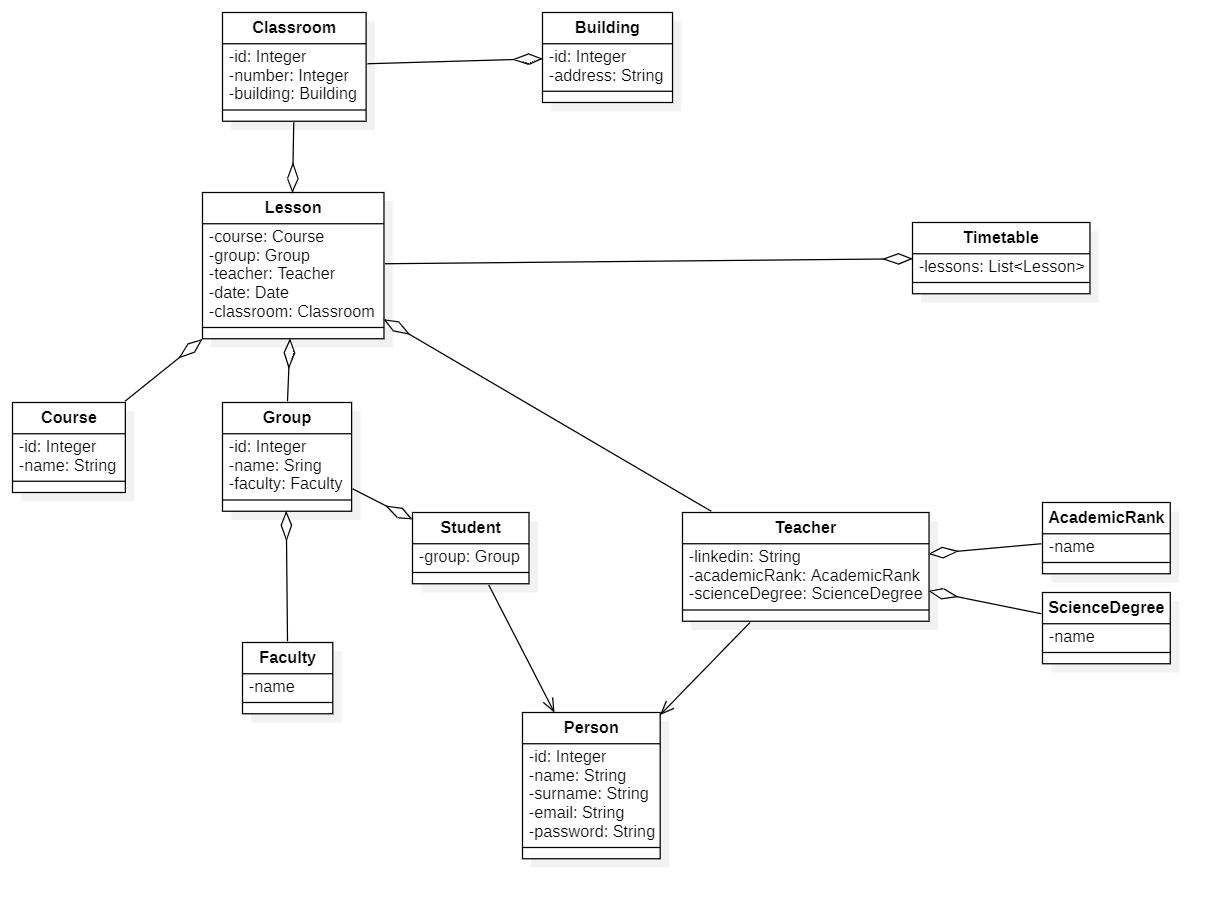 Classroom
-id: Integer
-number: Integer
-building: Building
Building
-id: Integer
-address: String
Lesson
-course: Course
-group: Group
-teacher: Teacher
-date: Date
-classroom: Classroom
Timetable
-lessons: List<Lesson>
Course
-id: Integer
-name: String
Group
-id: Integer
-name: Sring
-faculty: Faculty
Student
-group: Group
Teacher
-linkedin: String
-academicRank: AcademicRank
-scienceDegree: ScienceDegree
AcademicRank
-name
ScienceDegree
-name
Faculty
-name
Person
-id: Integer
-name: String
-surname: String
-email: String
-password: String